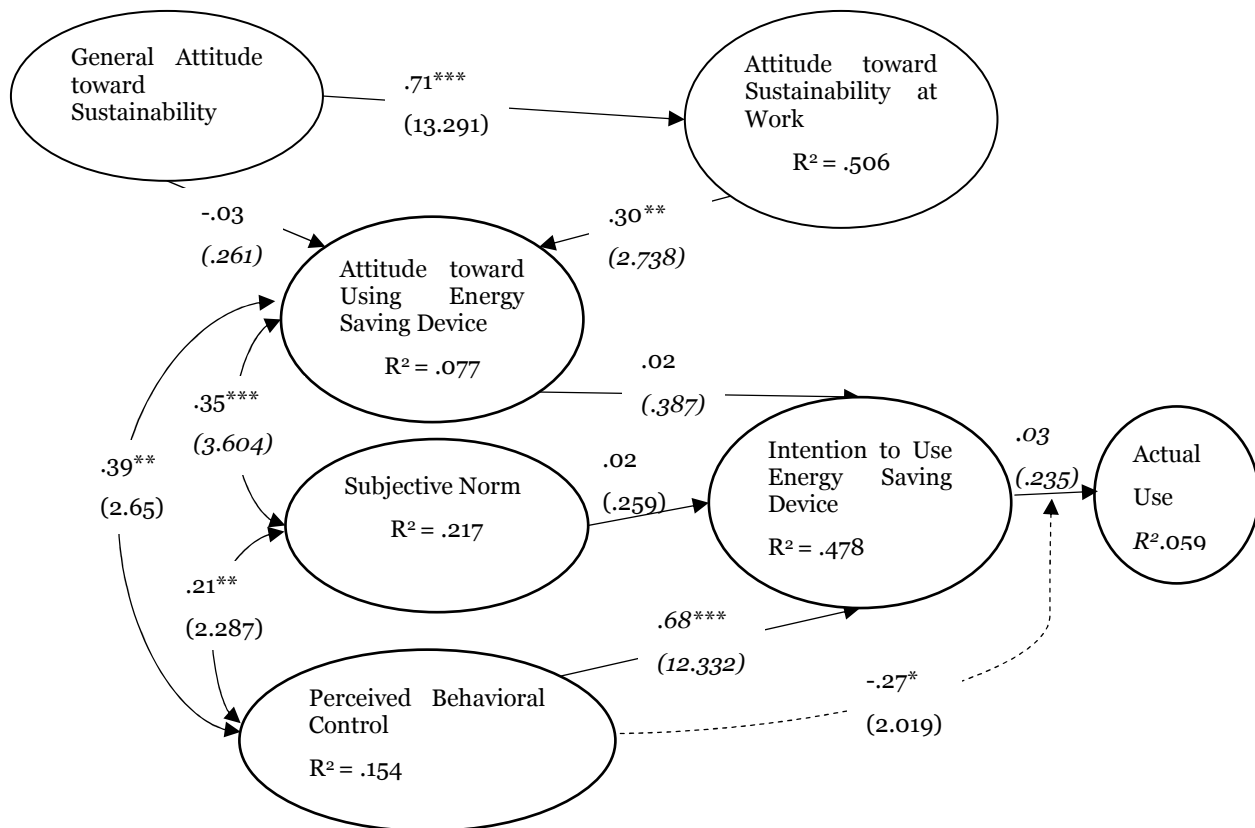 General Attitude
toward
Sustainability
.71***
(13.291)
Attitude toward
Sustainability at
Work
R² = .506
-.03
(.261)
.30**
(2.738)
Attitude toward
Using Energy
Saving Device
R² = .077
.35***
(3.604)
.39**
(2.65)
.02
(.387)
Subjective Norm
R² = .217
.02
(.259)
Intention to Use
Energy Saving
Device
R² = .478
.03
(.235)
Actual
Use
R².059
.21**
(2.287)
.68***
(12.332)
Perceived Behavioral
Control
R² = .154
-.27*
(2.019)